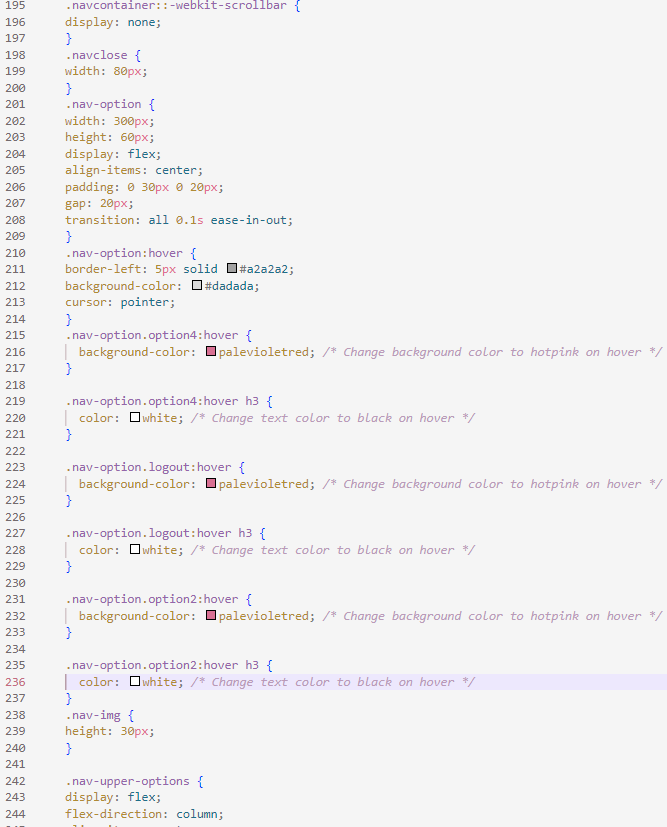 195 .navcontainer::-webkit-scrollbar {
196 display: none;
197 }
198 .navclose {
199 width: 80px;
200 }
201 .nav-option {
202 width: 300px;
203 height: 60px;
204 display: flex;
205 align-items: center;
206 padding: 0 30px 0 20px;
207 gap: 20px;
208 transition: all 0.1s ease-in-out;
209 }
210 .nav-option:hover {
211 border-left: 5px solid #a2a2a2;
212 background-color: #dadada;
213 cursor: pointer;
214 }
215 .nav-option.option4:hover {
216 background-color: palevioletred; /* Change background color to hotpink on hover */
217 }
218
219 .nav-option.option4:hover h3 {
220 color: white; /* Change text color to black on hover */
221 }
222
223 .nav-option.logout:hover {
224 background-color: palevioletred; /* Change background color to hotpink on hover */
225 }
226
227 .nav-option.logout:hover h3 {
228 color: white; /* Change text color to black on hover */
229 }
230
231 .nav-option.option2:hover {
232 background-color: palevioletred; /* Change background color to hotpink on hover */
233 }
234
235 .nav-option.option2:hover h3 {
236 color: white; /* Change text color to black on hover */
237 }
238 .nav-img {
239 height: 30px;
240 }
241
242 .nav-upper-options {
243 display: flex;
244 flex-direction: column;